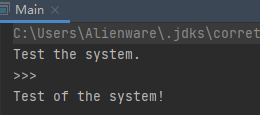 Main
C:\Users\Alienware\.jdks\corret
Test the system.
>>>
Test of the system!